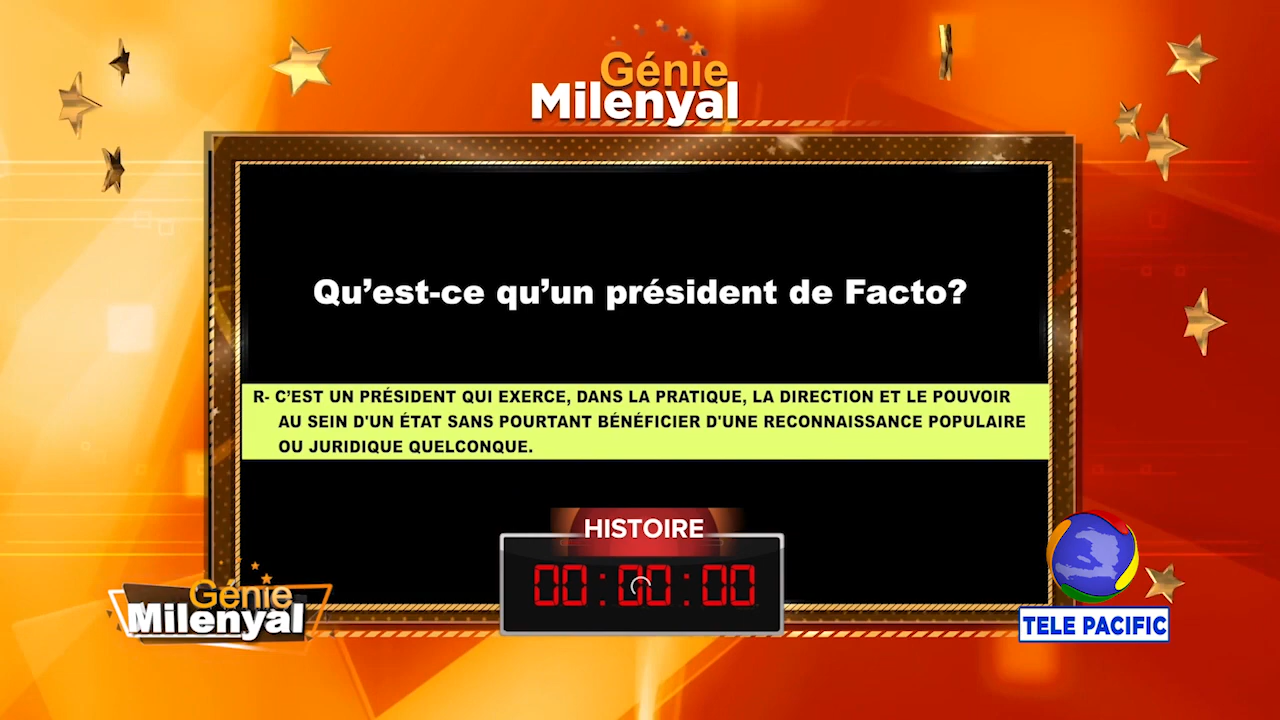 Génie
Milenyal
Qu’est-ce qu’un président de Facto?
R- C’EST UN PRÉSIDENT QUI EXERCE, DANS LA PRATIQUE, LA DIRECTION ET LE POUVOIR
AU SEIN D'UN ÉTAT SANS POURTANT BÉNÉFICIER D'UNE RECONNAISSANCE POPULAIRE
OU JURIDIQUE QUELCONQUE.
HISTOIRE
00:00:00
Génie
Milenyal
TELE PACIFIC